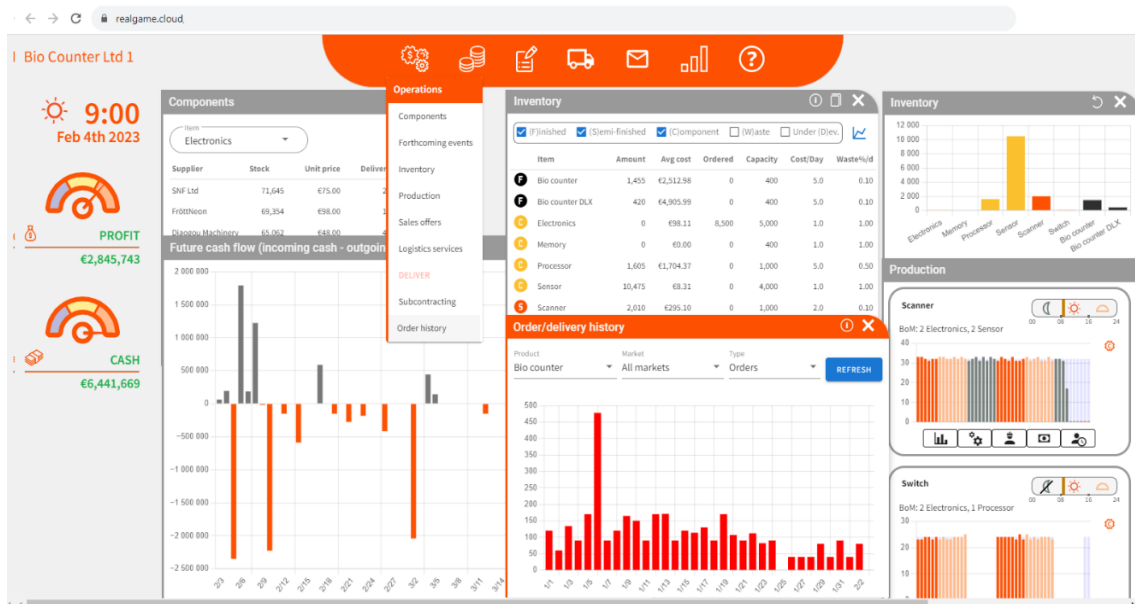 realgame.cloud
Bio Counter Ltd 1
9:00
Feb 4th 2023
PROFIT
€2,845,743
CASH
€6,441,669
Components
Item
Electronics
Supplier Stock Unit price
SNF Ltd 71,645 €75.00
FröttNeon 69,354 €98.00
Diaogou Machinery 65,062 €48.00
Future cash flow (incoming cash - outgoin
2 000 000
1 500 000
500 000
0
−500 000
−1 000 000
−1 500 000
−2 000 000
−2 500 000
2/3 2/6 2/9 2/12 2/15 2/18 2/21 2/24 2/27 3/2 3/5 3/8 3/11 3/14
Operations
Components
Forthcoming events
Inventory
Production
Sales offers
Logistics services
DELIVER
Subcontracting
Order history
Inventory
(F)inished (S)emi-finished (C)omponent (W)aste Under (D)ev.
Item Amount Avg cost Ordered Capacity Cost/Day Waste%/d
F Bio counter 1,455 €2,512.98 0 400 5.0 0.10
F Bio counter DLX 420 €4,905.99 0 400 5.0 0.10
C Electronics 0 €98.11 8,500 5,000 1.0 1.00
C Memory 0 €0.00 0 400 1.0 1.00
C Processor 1,605 €1,704.37 0 1,000 5.0 0.50
C Sensor 10,475 €8.31 0 4,000 1.0 1.00
S Scanner 2,010 €295.10 0 1,000 2.0 0.10
Order/delivery history
Product Market Type
Bio counter All markets Orders REFRESH
500
450
400
350
300
250
200
150
100
50
0
1/1 1/3 1/5 1/7 1/9 1/11 1/13 1/15 1/17 1/19 1/21 1/23 1/25 1/27 1/29 1/31 2/2
Inventory
12 000
10 000
8 000
6 000
4 000
2 000
0
Electronics Memory Processor Sensor Scanner Switch Bio counter Bio counter DLX
Production
Scanner
00 08 16 24
BoM: 2 Electronics, 2 Sensor
40
30
20
10
0
Switch
00 08 16 24
BoM: 2 Electronics, 1 Processor
30
20
10